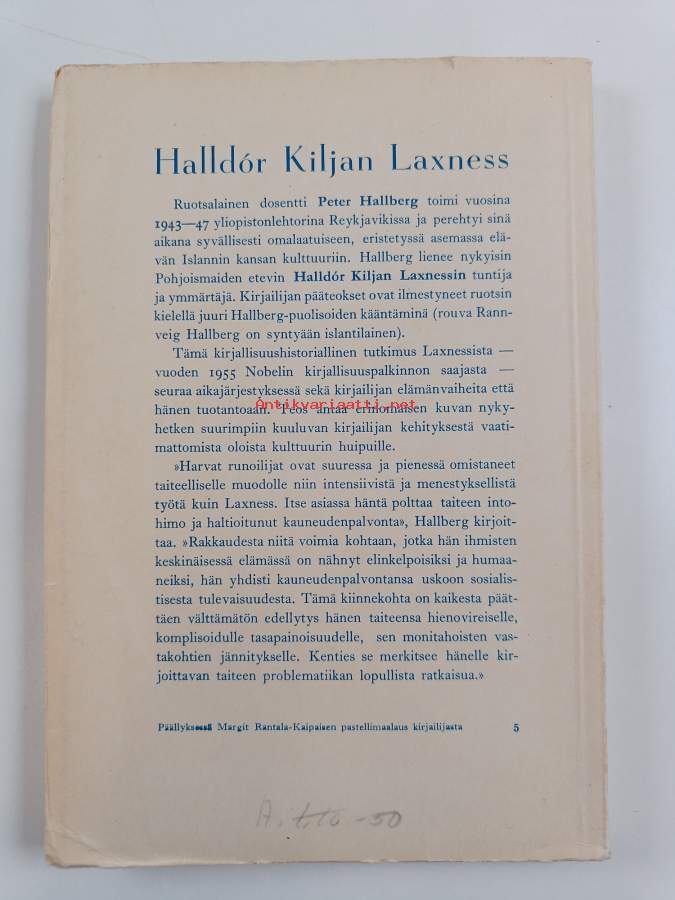 Halldór Kiljan Laxness
Ruotsalainen dosentti Peter Hallberg toimi vuosina
1943—47 yliopistonlehtorina Reykjavikissa ja perehtyi sinä
aikana syvällisesti omalaatuiseen, eristetyssä asemassa elä-
vän Islannin kansan kulttuuriin. Hallberg lienee nykyisin
Pohjoismaiden etevin Halldór Kiljan Laxnessin tuntija
ja ymmärtäjä. Kirjailijan pääteokset ovat ilmestyneet ruotsin
kielellä juuri Hallberg-puolisoiden kääntäminä (rouva Rann-
veig Hallberg on syntyään islantilainen).
Tämä kirjallisuushistoriallinen tutkimus Laxnessista —
vuoden 1955 Nobelin kirjallisuuspalkinnon saajasta —
seuraa aikajärjestyksessä sekä kirjailijan elämänvaiheita että
hänen tuotantoaan. Teos antaa erinomaisen kuvan nyky-
Antikvariaatti.net
hetken suurimpiin kuuluvan kirjailijan kehityksestä vaati-
mattomista oloista kulttuurin huipuille.
»Harvat runoilijat ovat suuressa ja pienessä omistaneet
taiteelliselle muodolle niin intensiivistä ja menestyksellistä
työtä kuin Laxness. Itse asiassa häntä polttaa taiteen into-
himo ja haltioitunut kauneudenpalvonta», Hallberg kirjoit-
taa. »Rakkaudesta niitä voimia kohtaan, jotka hän ihmisten
keskinäisessä elämässä on nähnyt elinkelpoisiksi ja humaa-
neiksi, hän yhdisti kauneudenpalvontansa uskoon sosialis-
tisesta tulevaisuudesta. Tämä kiinnekohta on kaikesta päät-
täen välttämätön edellytys hänen taiteensa hienovireiselle,
komplisoidulle tasapainoisuudelle, sen monitahoisten vas-
takohtien jännitykselle. Kenties se merkitsee hänelle kir-
joittavan taiteen problematiikan lopullista ratkaisua.»
Päällyksessä Margit Rantala-Kaipaisen pastellimaalaus kirjailijasta 5
-50